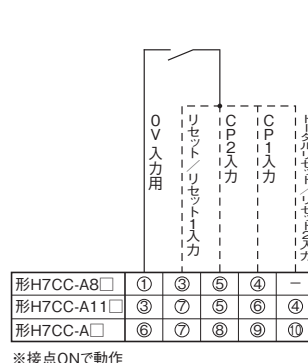 0V入力用
リセット／リセット1入力
CP2入力
CP1入力
形H7CC-A8□ ① ③ ⑤ ④ −
形H7CC-A11□ ③ ⑦ ⑤ ⑥ ④
形H7CC-A□ ⑥ ⑦ ⑧ ⑨ ⑩
※接点ONで動作